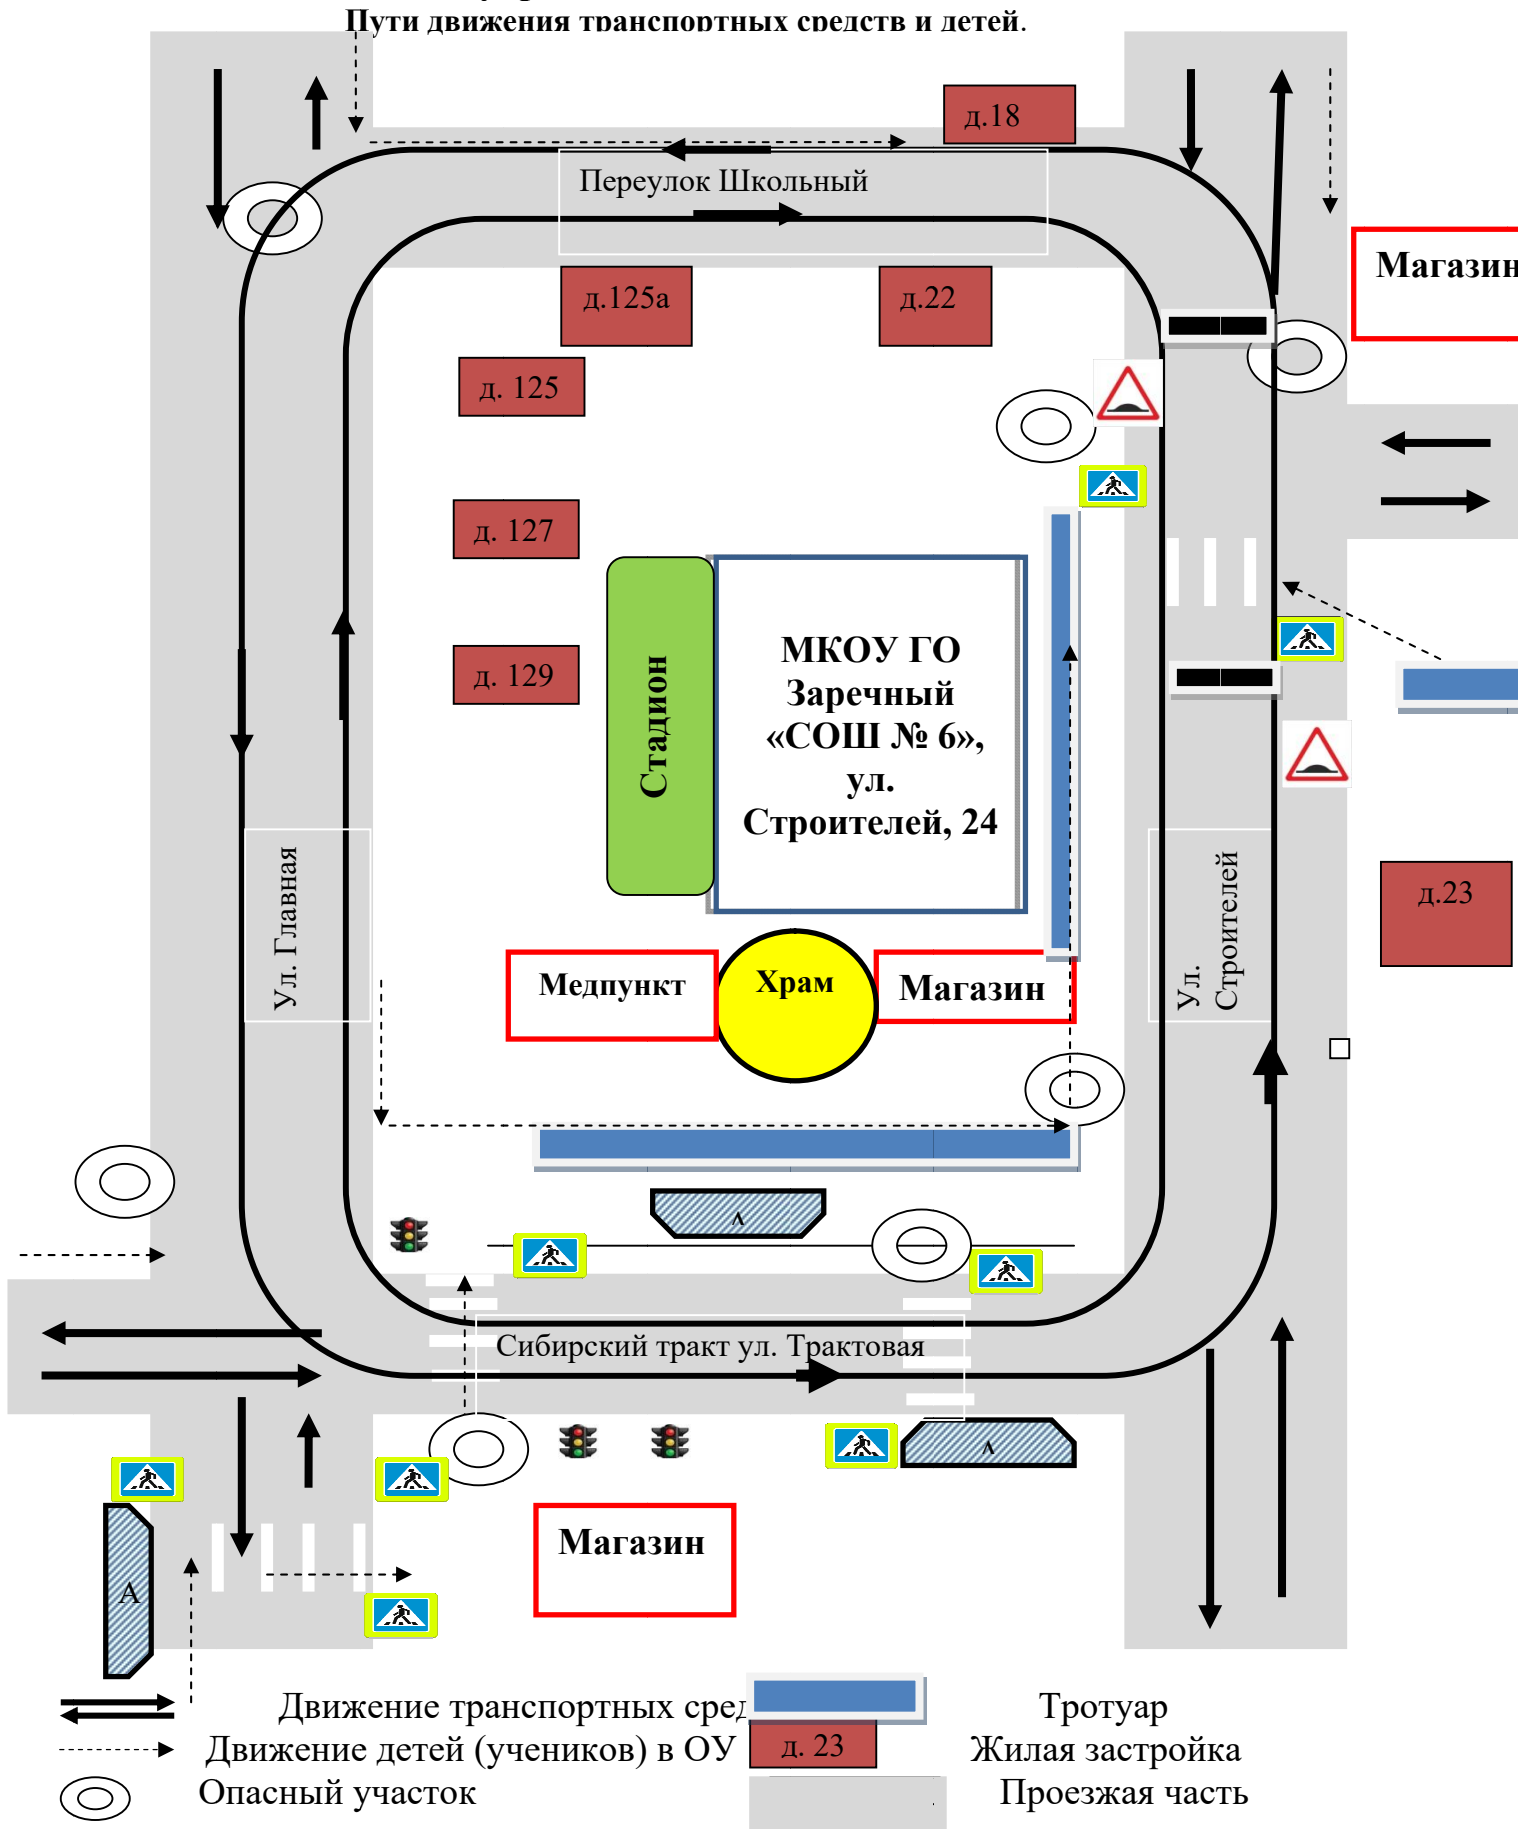 Пути движения транспортных средств и детей.
д.18
Переулок Школьный
Магазин
д.125а
д.22
д. 125
д. 127
д. 129
Стадион
МКОУ ГО
Заречный
«СОШ № 6»,
ул.
Строителей, 24
Ул. Главная
Ул.
Строителей
д.23
Медпункт
Храм
Магазин
А
Сибирский тракт ул. Трактовая
А
Магазин
А
Движение транспортных сред
Тротуар
Движение детей (учеников) в ОУ
д. 23
Жилая застройка
Опасный участок
Проезжая часть